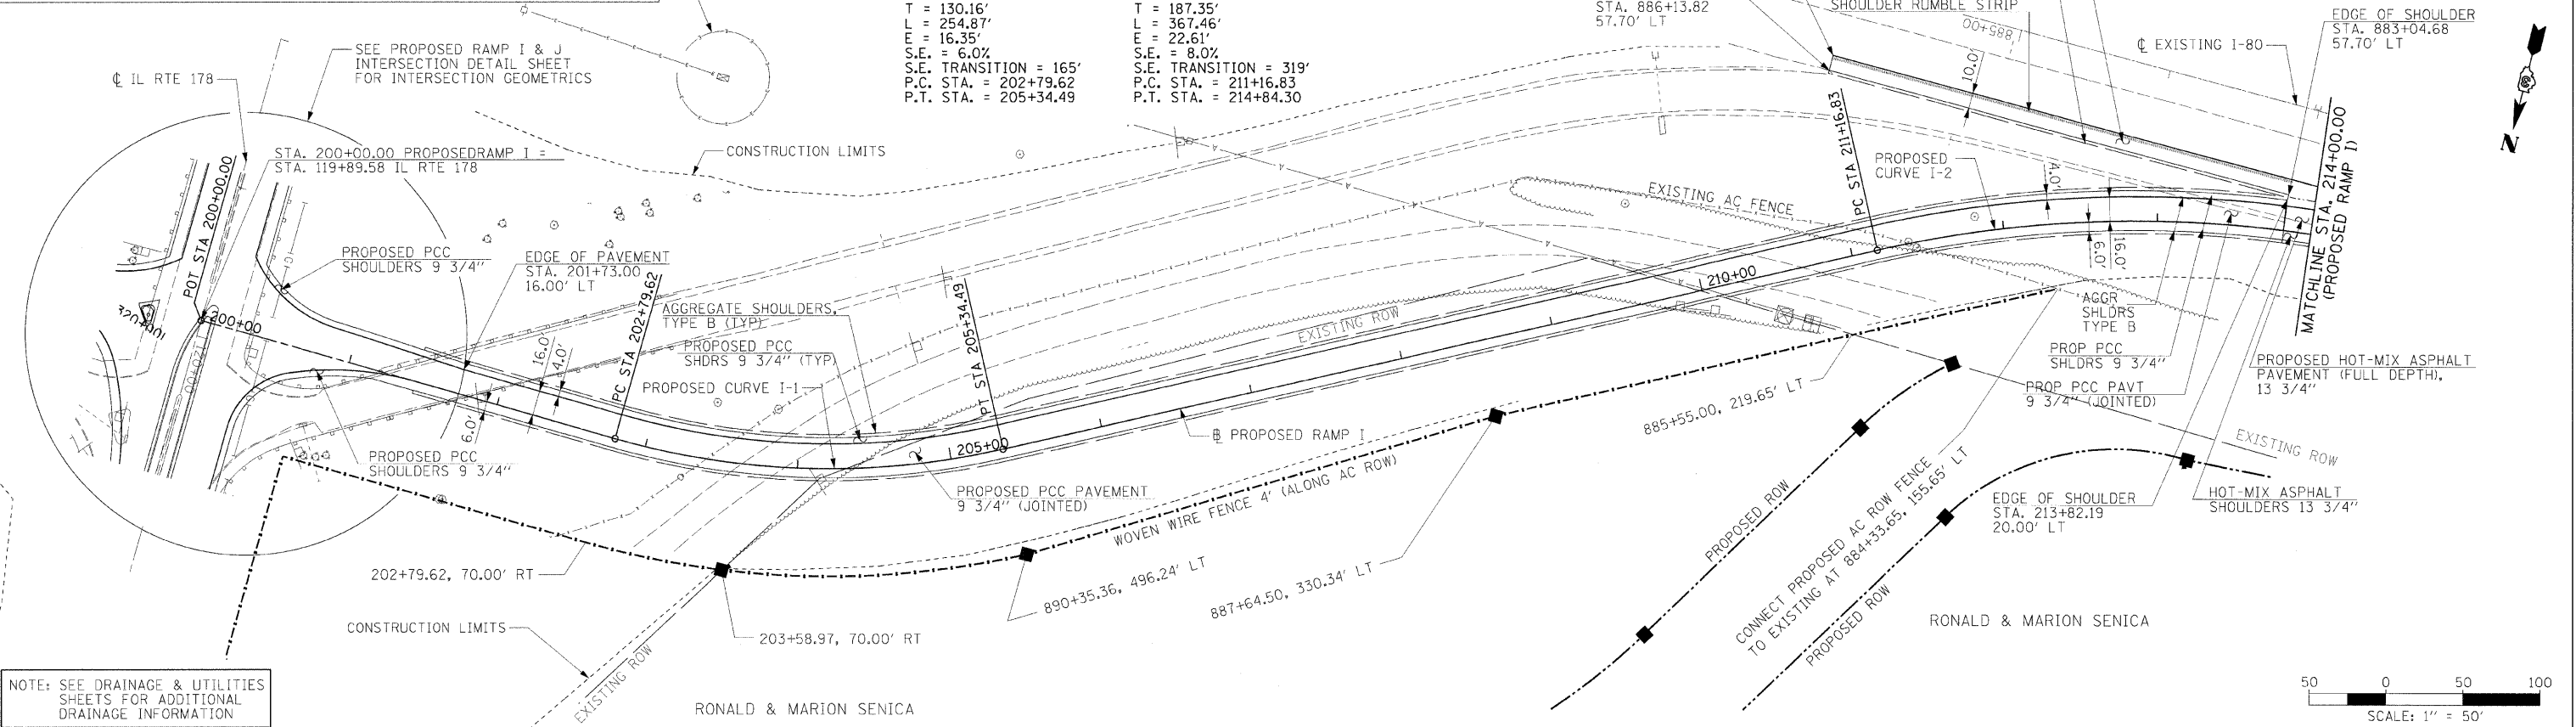 T = 130.16'
L = 254.87'
E = 16.35'
S.E. = 6.0%
S.E. TRANSITION = 165'
P.C. STA. = 202+79.62
P.T. STA. = 205+34.49
T = 187.35'
L = 367.46'
E = 22.61'
S.E. = 8.0%
S.E. TRANSITION = 319'
P.C. STA. = 211+16.83
P.T. STA. = 214+84.30
STA. 886+13.82
57.70' LT
SHOULDER RUMBLE STRIP
885+00
℄ EXISTING I-80
EDGE OF SHOULDER
STA. 883+04.68
57.70' LT
10.0'
N
SEE PROPOSED RAMP I & J
INTERSECTION DETAIL SHEET
FOR INTERSECTION GEOMETRICS
℄ IL RTE 178
STA. 200+00.00 PROPOSEDRAMP I =
STA. 119+89.58 IL RTE 178
CONSTRUCTION LIMITS
POT STA 200+00.00
PROPOSED PCC
SHOULDERS 9 3/4"
EDGE OF PAVEMENT
STA. 201+73.00
16.00' LT
200+00
120+00
320+00
16.0'
4.0'
6.0'
PC STA 202+79.62
AGGREGATE SHOULDERS,
TYPE B (TYP)
PROPOSED PCC
SHDRS 9 3/4" (TYP)
PROPOSED CURVE I-1
PT STA 205+34.49
205+00
PROPOSED PCC
SHOULDERS 9 3/4"
PROPOSED PCC PAVEMENT
9 3/4" (JOINTED)
EXISTING ROW
PROPOSED RAMP I
210+00
EXISTING AC FENCE
PC STA 211+16.83
PROPOSED
CURVE I-2
4.0'
16.0'
6.0'
MATCHLINE STA. 214+00.00
(PROPOSED RAMP I)
AGGR
SHLDRS
TYPE B
PROP PCC
SHLDRS 9 3/4"
PROP PCC PAVT
9 3/4" (JOINTED)
PROPOSED HOT-MIX ASPHALT
PAVEMENT (FULL DEPTH),
13 3/4"
EXISTING ROW
HOT-MIX ASPHALT
SHOULDERS 13 3/4"
EDGE OF SHOULDER
STA. 213+82.19
20.00' LT
885+55.00, 219.65' LT
WOVEN WIRE FENCE 4' (ALONG AC ROW)
887+64.50, 330.34' LT
890+35.36, 496.24' LT
202+79.62, 70.00' RT
203+58.97, 70.00' RT
CONSTRUCTION LIMITS
EXISTING ROW
PROPOSED ROW
CONNECT PROPOSED AC ROW FENCE
TO EXISTING AT 884+33.65, 155.65' LT
PROPOSED ROW
RONALD & MARION SENICA
RONALD & MARION SENICA
NOTE: SEE DRAINAGE & UTILITIES
SHEETS FOR ADDITIONAL
DRAINAGE INFORMATION
50 0 50 100
SCALE: 1" = 50'